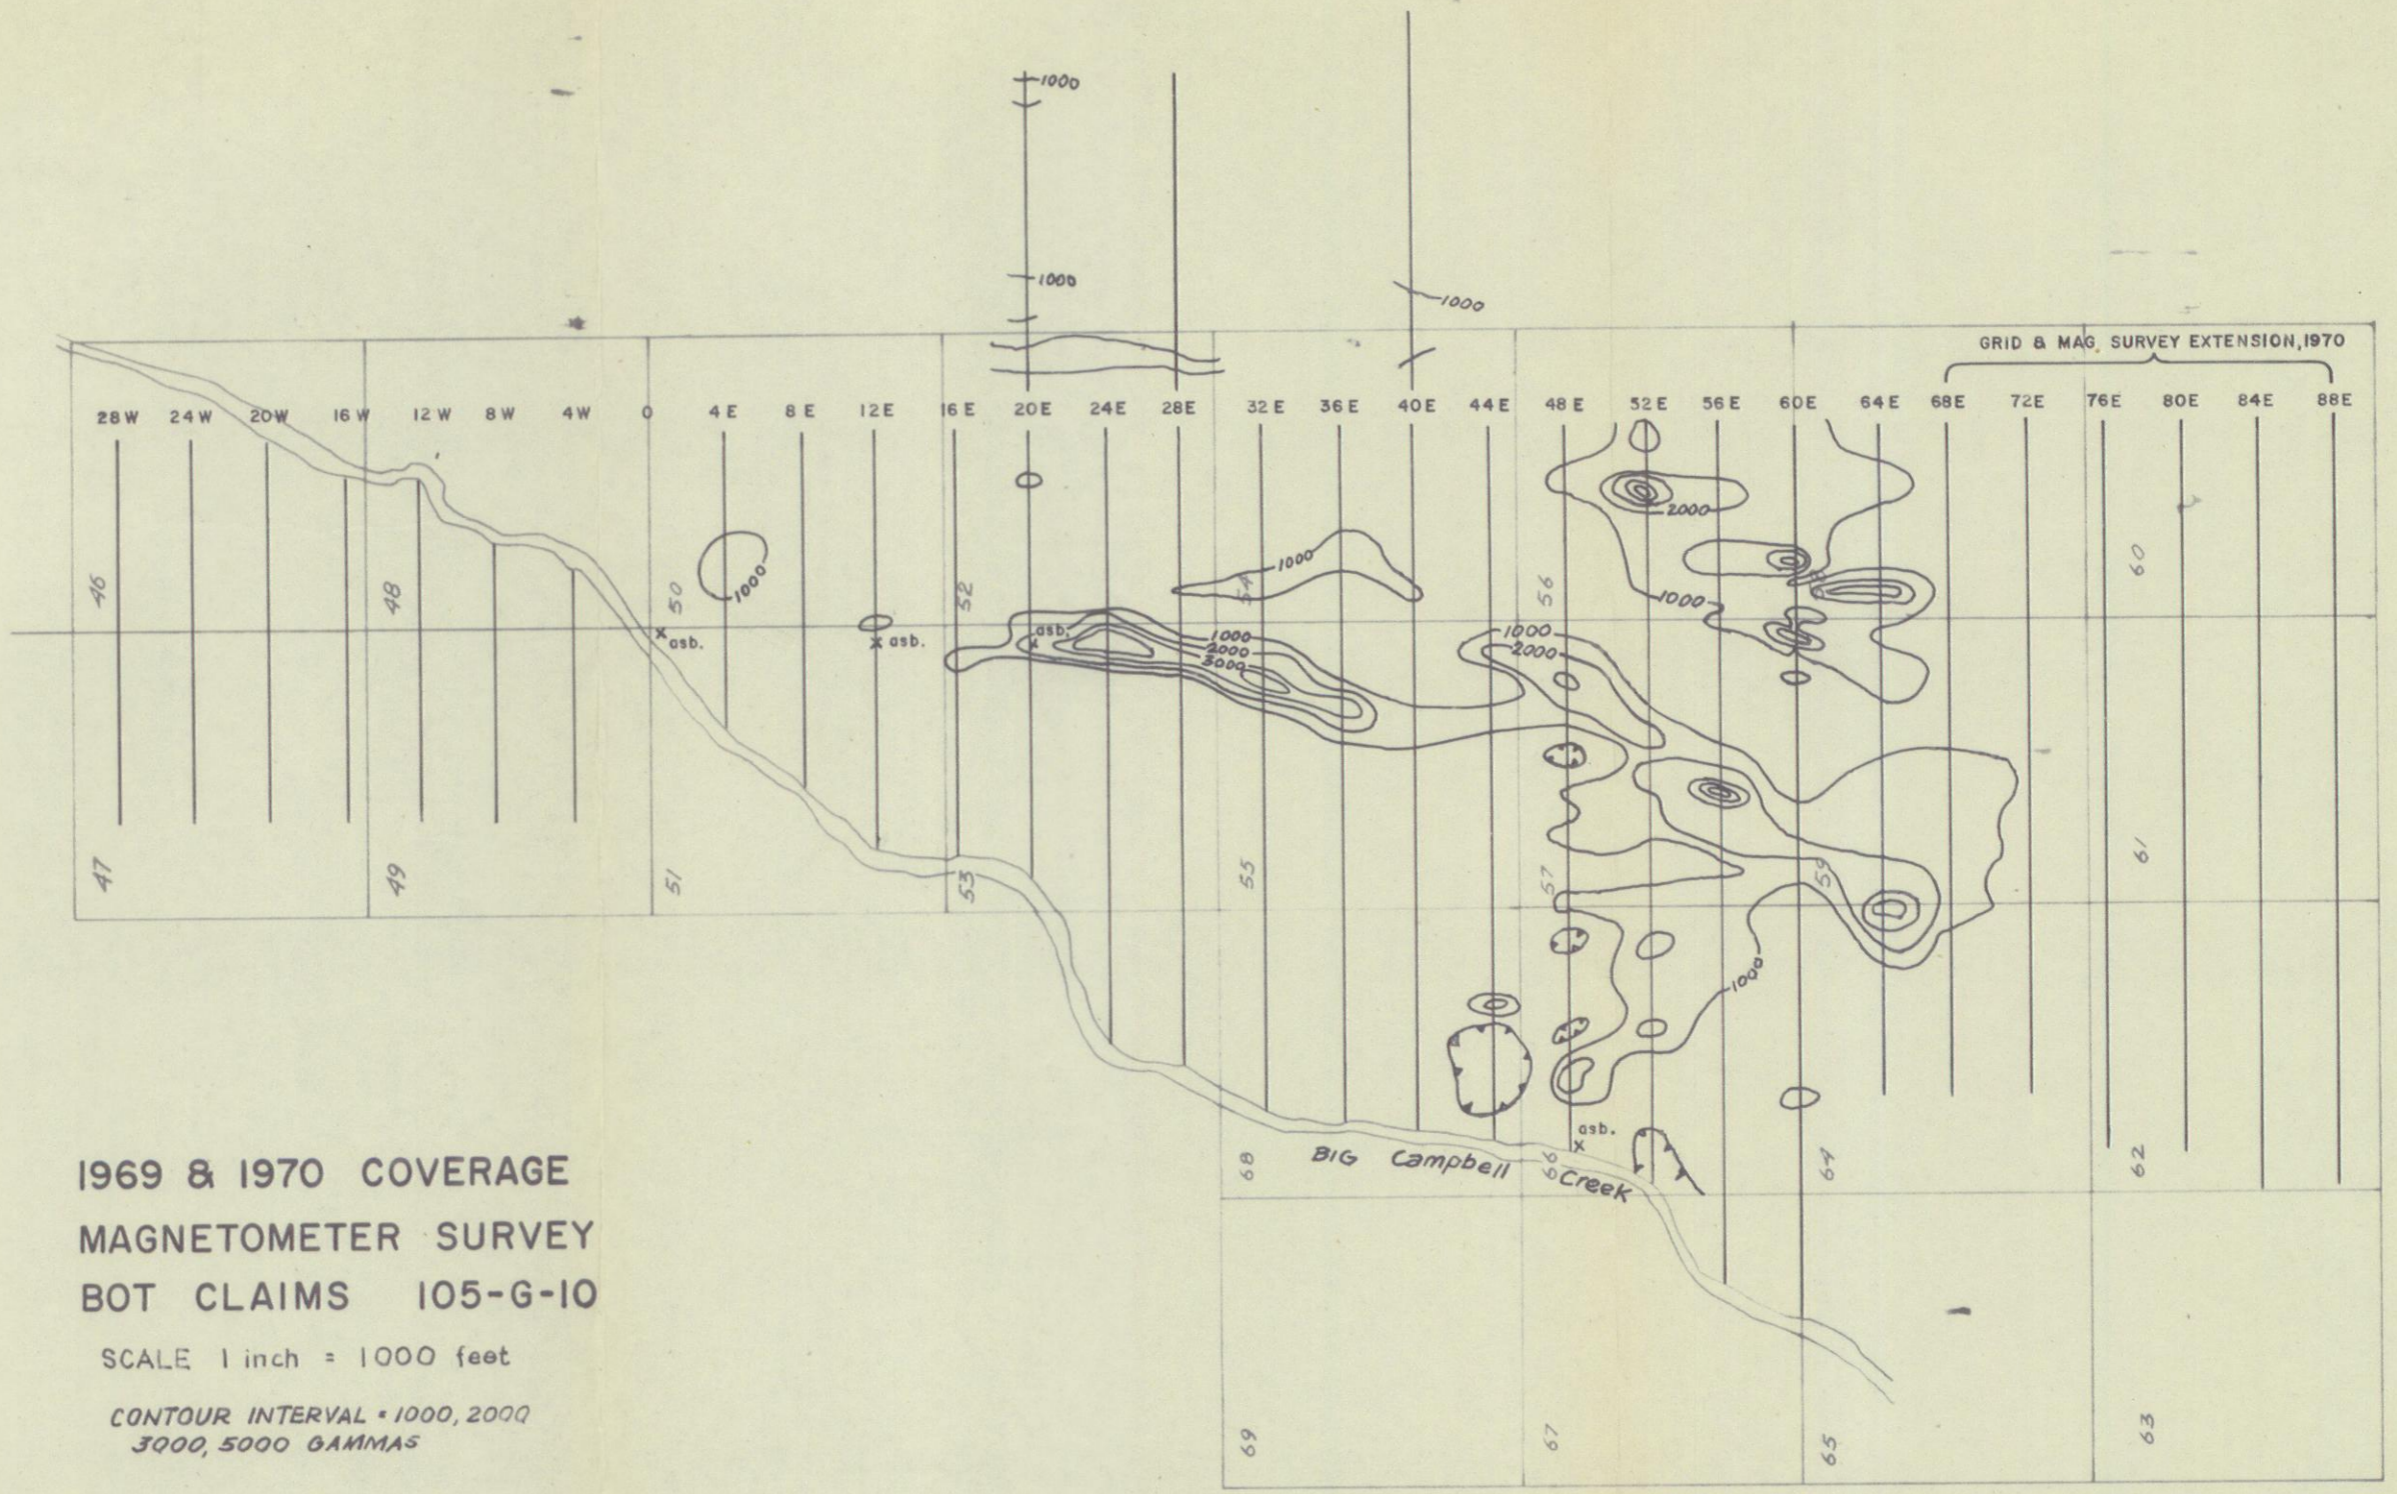 1000
1000
1000
GRID & MAG. SURVEY EXTENSION, 1970
28W 24W 20W 16W 12W 8W 4W 0 4E 8E 12E 16E 20E 24E 28E 32E 36E 40E 44E 48E 52E 56E 60E 64E 68E 72E 76E 80E 84E 88E
2000
46 48 50 52 54 56 60
1000
1000
1000
asb.
asb.
asb.
1000
2000
3000
1000
2000
47 49 51 53 55 57 59 61
1000
asb.
68 66 64 62
BIG Campbell Creek
69 67 65 63
1969 & 1970 COVERAGE
MAGNETOMETER SURVEY
BOT CLAIMS 105-G-10
SCALE 1 inch = 1000 feet
CONTOUR INTERVAL = 1000, 2000
3000, 5000 GAMMAS